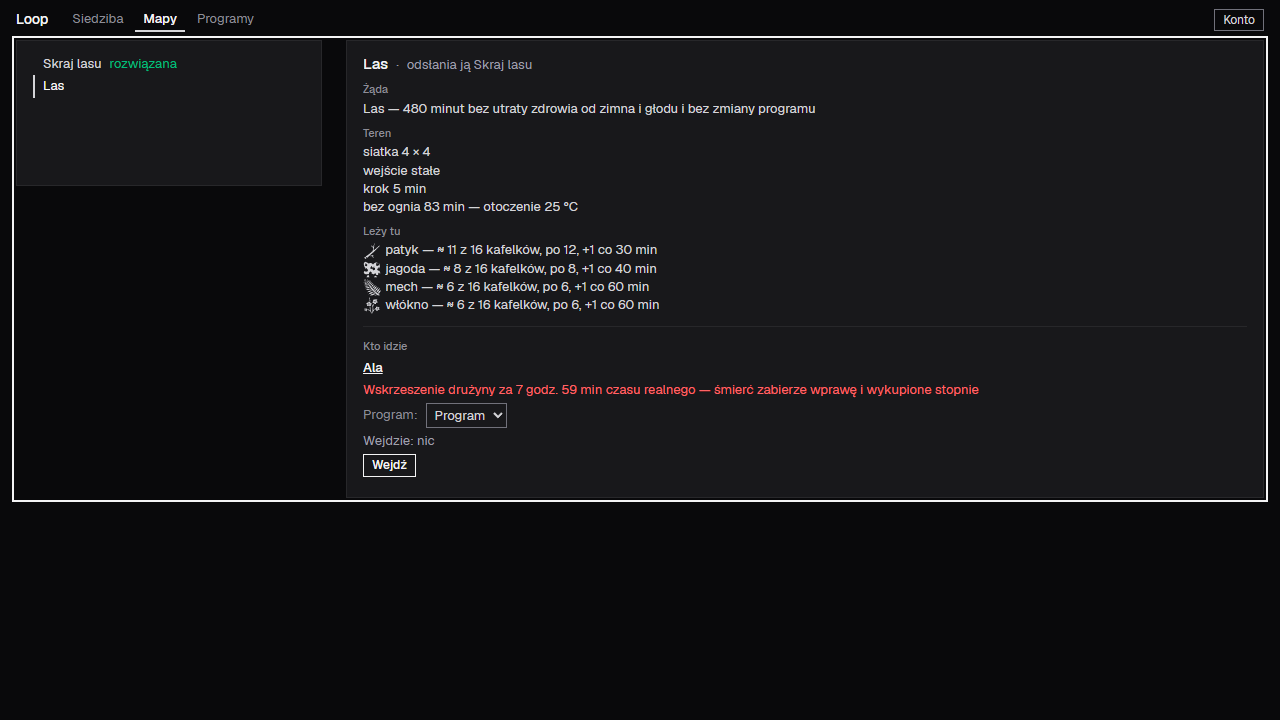 Loop Siedziba Mapy Programy Konto
Skraj lasu rozwiązana
Las
Las · odsłania ją Skraj lasu
Żąda
Las — 480 minut bez utraty zdrowia od zimna i głodu i bez zmiany programu
Teren
siatka 4 × 4
wejście stałe
krok 5 min
bez ognia 83 min — otoczenie 25 °C
Leży tu
patyk — ≈ 11 z 16 kafelków, po 12, +1 co 30 min
jagoda — ≈ 8 z 16 kafelków, po 8, +1 co 40 min
mech — ≈ 6 z 16 kafelków, po 6, +1 co 60 min
włókno — ≈ 6 z 16 kafelków, po 6, +1 co 60 min
Kto idzie
Ala
Wskrzeszenie drużyny za 7 godz. 59 min czasu realnego — śmierć zabierze wprawę i wykupione stopnie
Program: Program
Wejdzie: nic
Wejdź